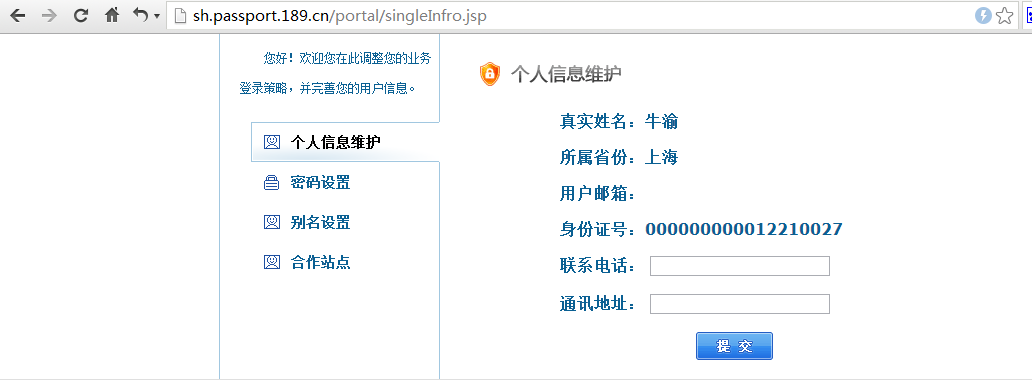 sh.passport.189.cn/portal/singleInfro.jsp
您好！欢迎您在此调整您的业务
登录策略，并完善您的用户信息。
个人信息维护
密码设置
别名设置
合作站点
个人信息维护
真实姓名：牛渝
所属省份：上海
用户邮箱：
身份证号：000000000012210027
联系电话：
通讯地址：
提 交